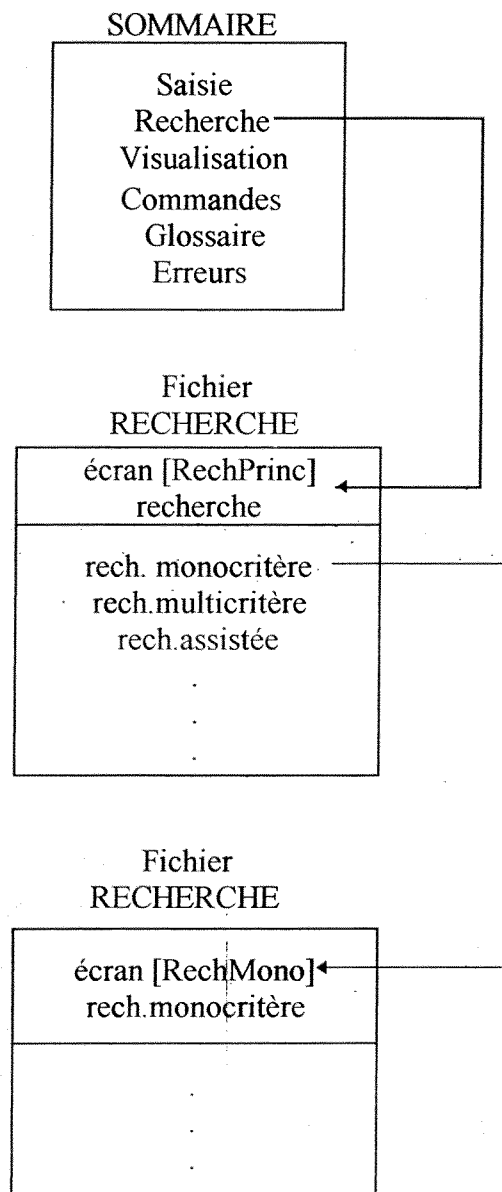 SOMMAIRE
Saisie
Recherche
Visualisation
Commandes
Glossaire
Erreurs
Fichier
RECHERCHE
écran [RechPrinc]
recherche
rech. monocritère
rech.multicritère
rech.assistée
.
.
.
Fichier
RECHERCHE
écran [RechMono]
rech.monocritère
.
.
.